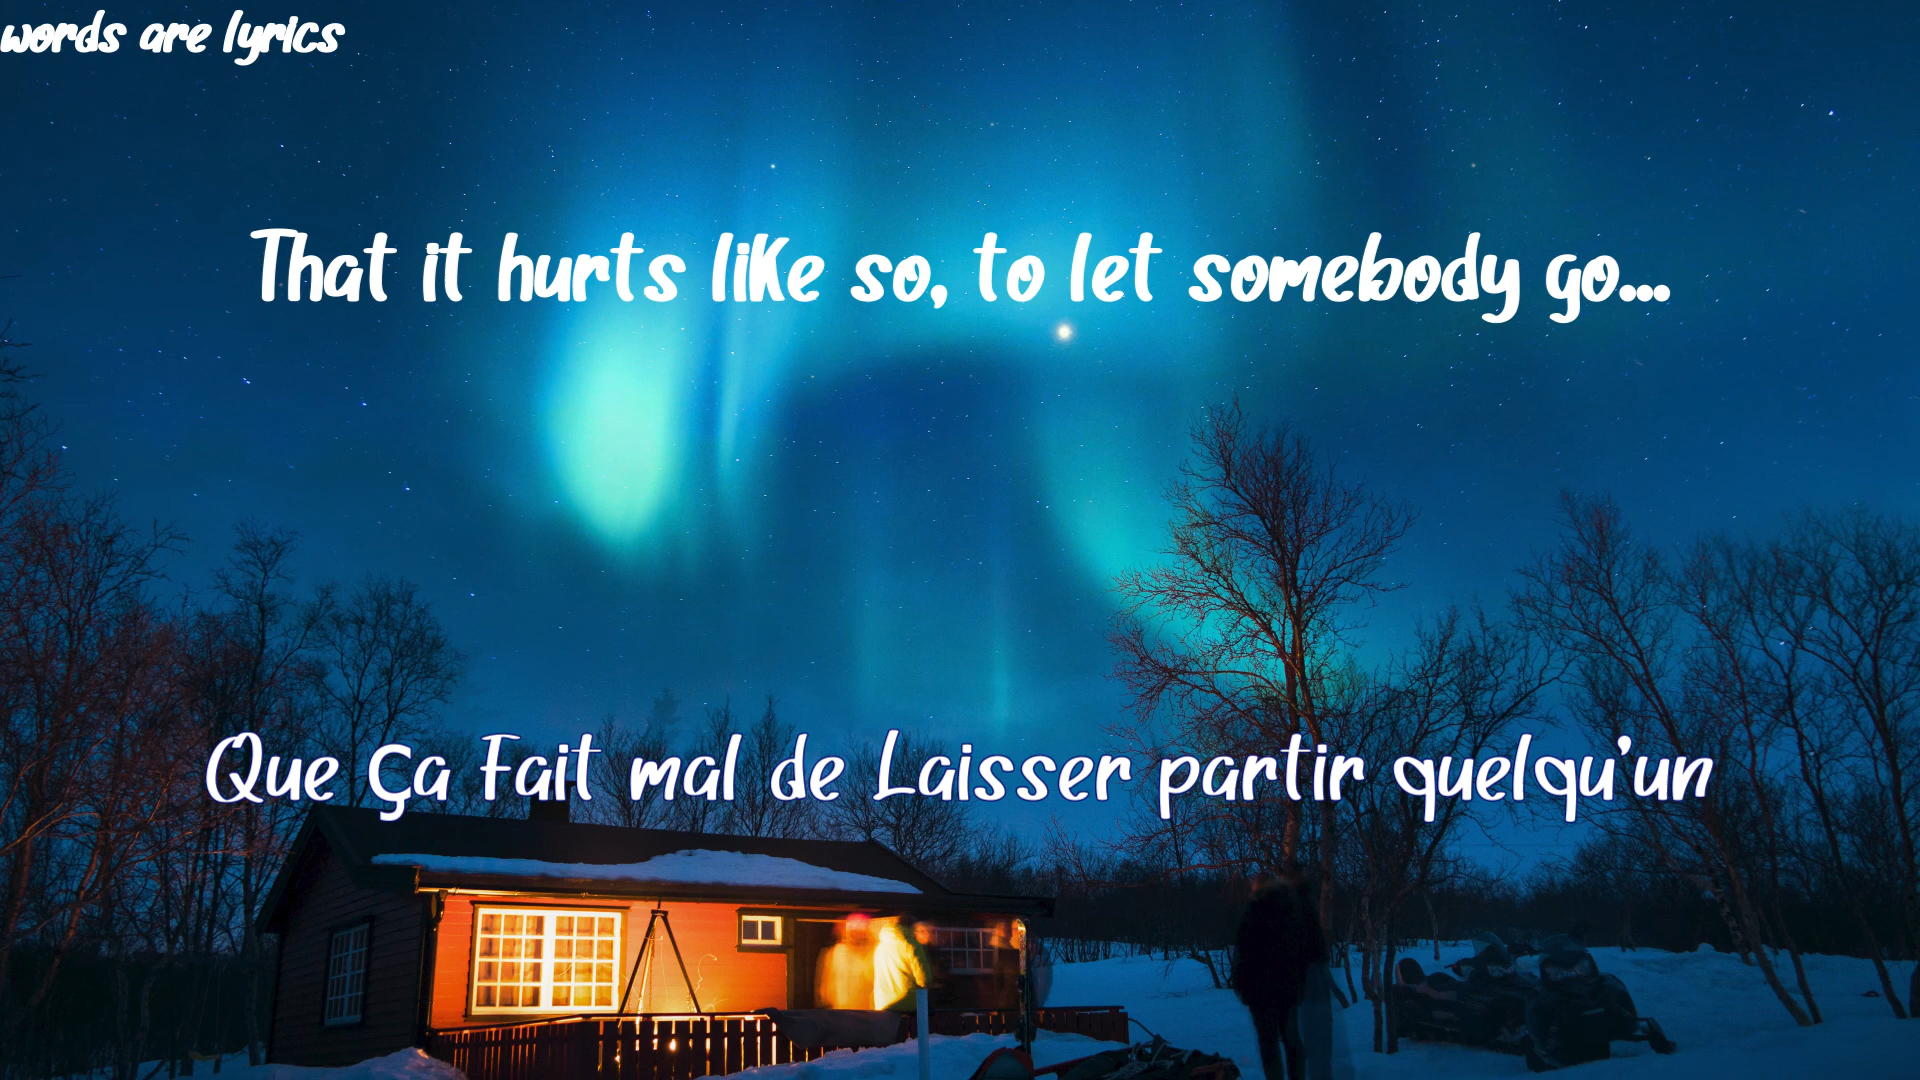 words are lyrics
That it hurts like so, to let somebody go...
Que Ça Fait mal de Laisser partir quelqu'un